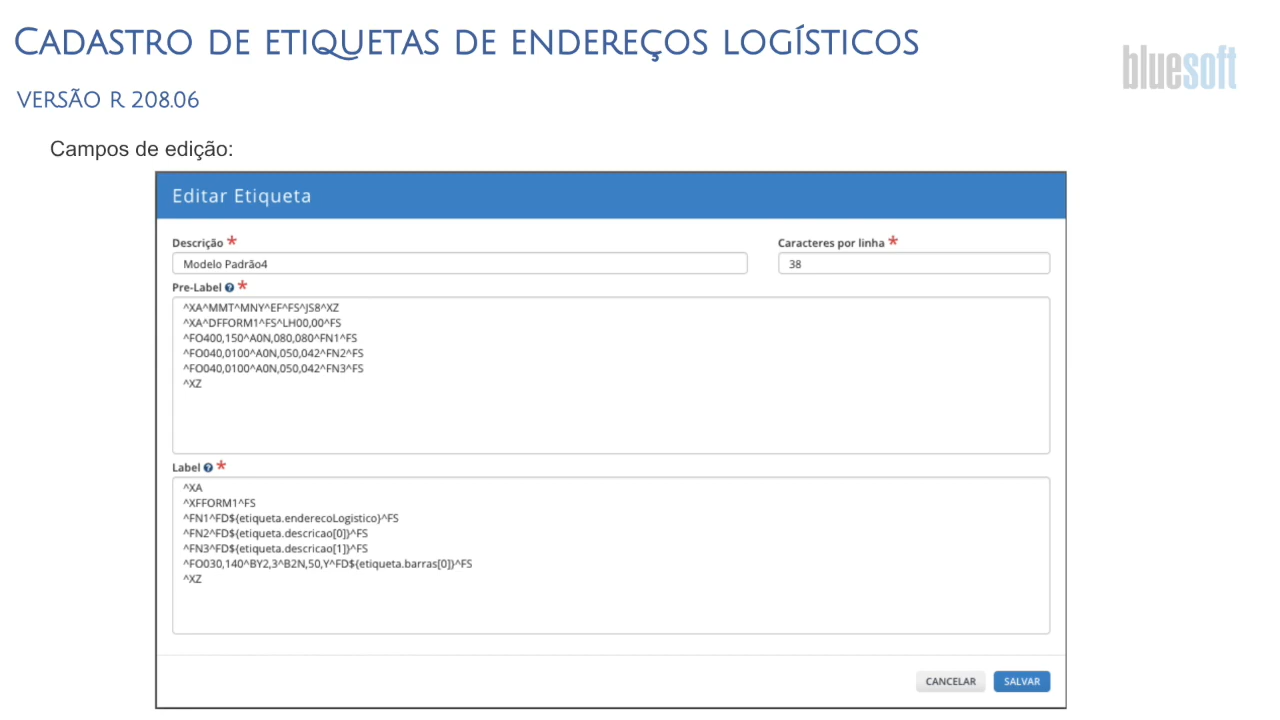 Cadastro de etiquetas de endereços logísticos
bluesoft
versão r 208.06
Campos de edição:
Editar Etiqueta
Descrição * Caracteres por linha *
Modelo Padrão4 38
Pre-Label ? *
^XA^MMT^MNY^EF^FS^JS8^XZ
^XA^DFFORM1^FS^LH00,00^FS
^FO400,150^A0N,080,080^FN1^FS
^FO040,0100^A0N,050,042^FN2^FS
^FO040,0100^A0N,050,042^FN3^FS
^XZ
Label ? *
^XA
^XFFORM1^FS
^FN1^FD${etiqueta.enderecoLogistico}^FS
^FN2^FD${etiqueta.descricao[0]}^FS
^FN3^FD${etiqueta.descricao[1]}^FS
^FO030,140^BY2,3^B2N,50,Y^FD${etiqueta.barras[0]}^FS
^XZ
CANCELAR SALVAR